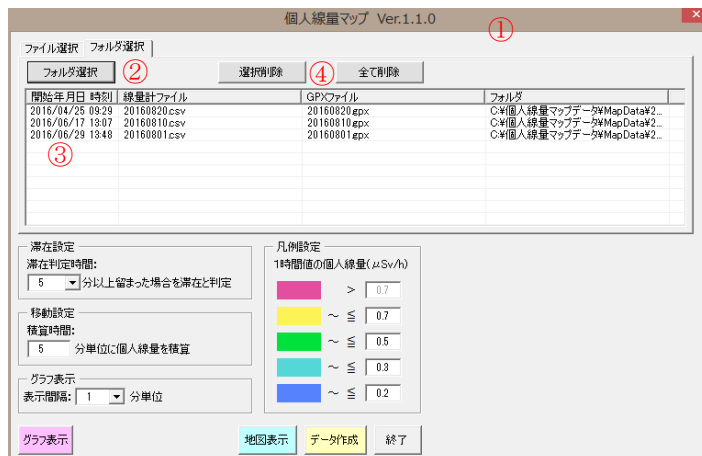 個人線量マップ Ver.1.1.0
①
ファイル選択 フォルダ選択
フォルダ選択 ② 選択削除 ④ 全て削除
開始年月日 時刻 線量計ファイル GPXファイル フォルダ
2016/04/25 09:29 20160820.csv 20160820.gpx C:¥個人線量マップデータ¥MapData¥2...
2016/06/17 13:07 20160810.csv 20160810.gpx C:¥個人線量マップデータ¥MapData¥2...
2016/06/29 13:48 20160801.csv 20160801.gpx C:¥個人線量マップデータ¥MapData¥2...
③
滞在設定
滞在判定時間:
5 分以上留まった場合を滞在と判定
移動設定
積算時間:
5 分単位に個人線量を積算
グラフ表示
表示間隔: 1 分単位
凡例設定
1時間値の個人線量(μSv/h)
> 0.7
~ ≦ 0.7
~ ≦ 0.5
~ ≦ 0.3
~ ≦ 0.2
グラフ表示 地図表示 データ作成 終了